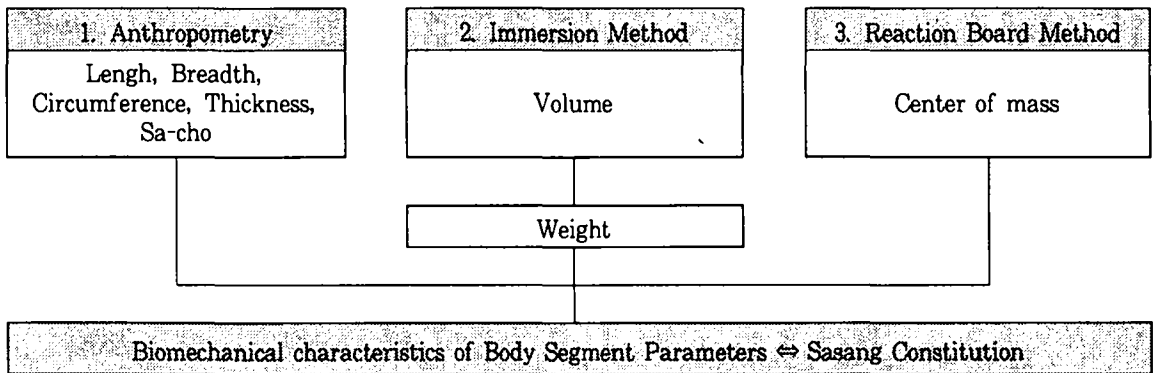 1. Anthropometry
Lengh, Breadth,
Circumference, Thickness,
Sa-cho
2. Immersion Method
Volume
Weight
3. Reaction Board Method
Center of mass
Biomechanical characteristics of Body Segment Parameters ⇔ Sasang Constitution